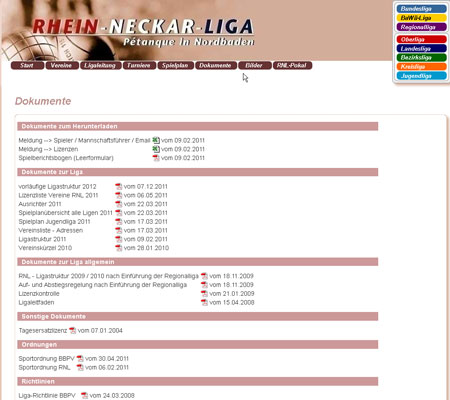 RHEIN-NECKAR-LIGA
Pétanque in Nordbaden
Start Vereine Ligaleitung Turniere Spielplan Dokumente Bilder RNL-Pokal
Bundesliga
BaWü-Liga
Regionalliga
Oberliga
Landesliga
Bezirksliga
Kreisliga
Jugendliga
Dokumente
Dokumente zum Herunterladen
Meldung --> Spieler / Mannschaftsführer / Email vom 09.02.2011
Meldung --> Lizenzen vom 09.02.2011
Spielberichtsbogen (Leerformular) vom 09.02.2011
Dokumente zur Liga
vorläufige Ligastruktur 2012 vom 07.12.2011
Lizenzliste Vereine RNL 2011 vom 06.05.2011
Ausrichter 2011 vom 22.03.2011
Spielplanübersicht alle Ligen 2011 vom 22.03.2011
Spielplan Jugendliga 2011 vom 17.03.2011
Vereinsliste - Adressen vom 17.03.2011
Ligastruktur 2011 vom 09.02.2011
Vereinskürzel 2010 vom 28.01.2010
Dokumente zur Liga allgemein
RNL - Ligastruktur 2009 / 2010 nach Einführung der Regionalliga vom 18.11.2009
Auf- und Abstiegsregelung nach Einführung der Regionalliga vom 18.11.2009
Lizenzkontrolle vom 21.01.2009
Ligaleitfaden vom 15.04.2008
Sonstige Dokumente
Tagesersatzlizenz vom 07.01.2004
Ordnungen
Sportordnung BBPV vom 30.04.2011
Sportordnung RNL vom 06.02.2011
Richtlinien
Liga-Richtlinie BBPV vom 24.03.2008